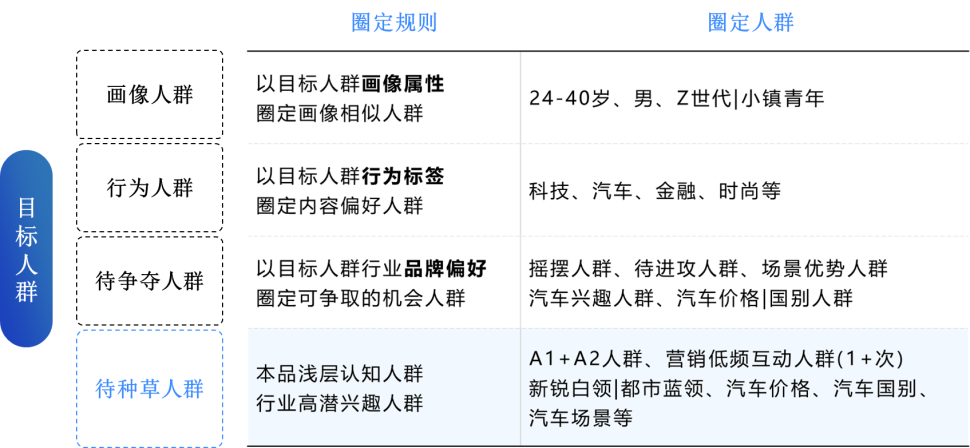 圈定规则
圈定人群
目标人群
画像人群
以目标人群画像属性
圈定画像相似人群
24-40岁、男、Z世代|小镇青年
行为人群
以目标人群行为标签
圈定内容偏好人群
科技、汽车、金融、时尚等
待争夺人群
以目标人群行业品牌偏好
圈定可争取的机会人群
摇摆人群、待进攻人群、场景优势人群
汽车兴趣人群、汽车价格|国别人群
待种草人群
本品浅层认知人群
行业高潜兴趣人群
A1+A2人群、营销低频互动人群(1+次)
新锐白领|都市蓝领、汽车价格、汽车国别、
汽车场景等